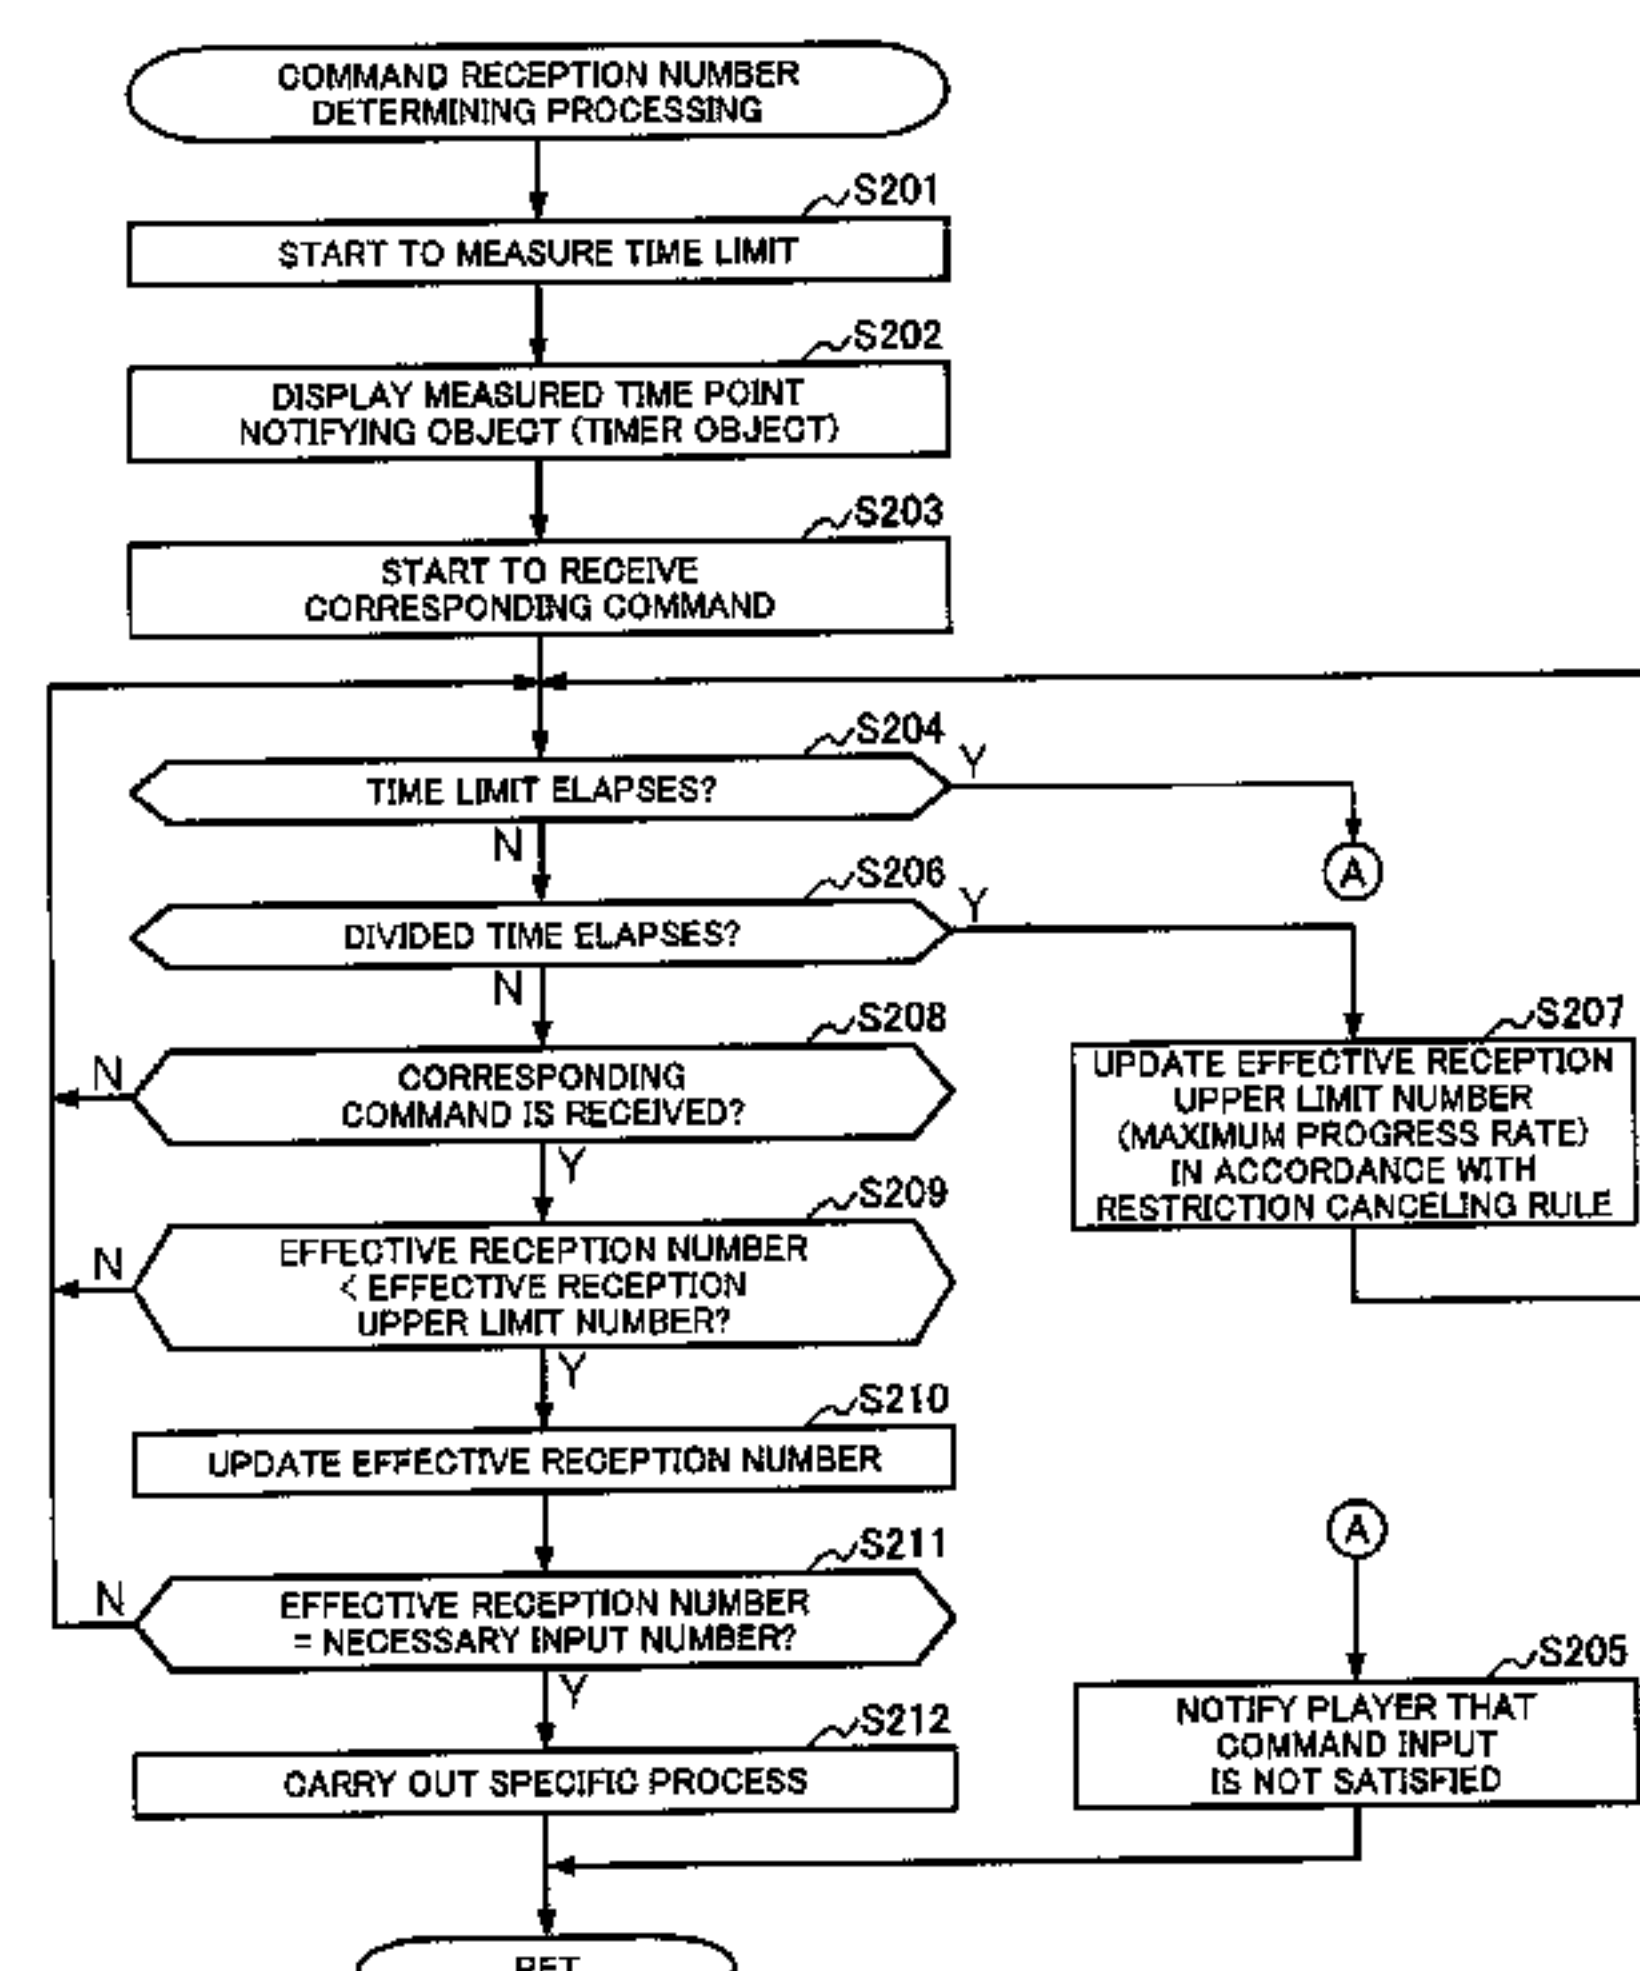 COMMAND RECEPTION NUMBER
DETERMINING PROCESSING
S201
START TO MEASURE TIME LIMIT
S202
DISPLAY MEASURED TIME POINT
NOTIFYING OBJECT (TIMER OBJECT)
S203
START TO RECEIVE
CORRESPONDING COMMAND
S204
TIME LIMIT ELAPSES?
Y
N
A
S206
DIVIDED TIME ELAPSES?
Y
N
S207
UPDATE EFFECTIVE RECEPTION
UPPER LIMIT NUMBER
(MAXIMUM PROGRESS RATE)
IN ACCORDANCE WITH
RESTRICTION CANCELING RULE
S208
CORRESPONDING
COMMAND IS RECEIVED?
N
Y
S209
EFFECTIVE RECEPTION NUMBER
< EFFECTIVE RECEPTION
UPPER LIMIT NUMBER?
N
Y
S210
UPDATE EFFECTIVE RECEPTION NUMBER
S211
EFFECTIVE RECEPTION NUMBER
= NECESSARY INPUT NUMBER?
N
Y
S212
CARRY OUT SPECIFIC PROCESS
A
S205
NOTIFY PLAYER THAT
COMMAND INPUT
IS NOT SATISFIED
RET